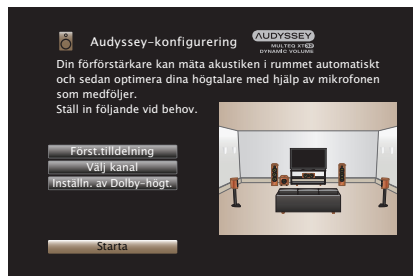 Audyssey-konfigurering
AUDYSSEY
MULTEQ XT32
DYNAMIC VOLUME
Din förförstärkare kan mäta akustiken i rummet automatiskt
och sedan optimera dina högtalare med hjälp av mikrofonen
som medföljer.
Ställ in följande vid behov.
Först.tilldelning
Välj kanal
Inställn. av Dolby-högt.
Starta